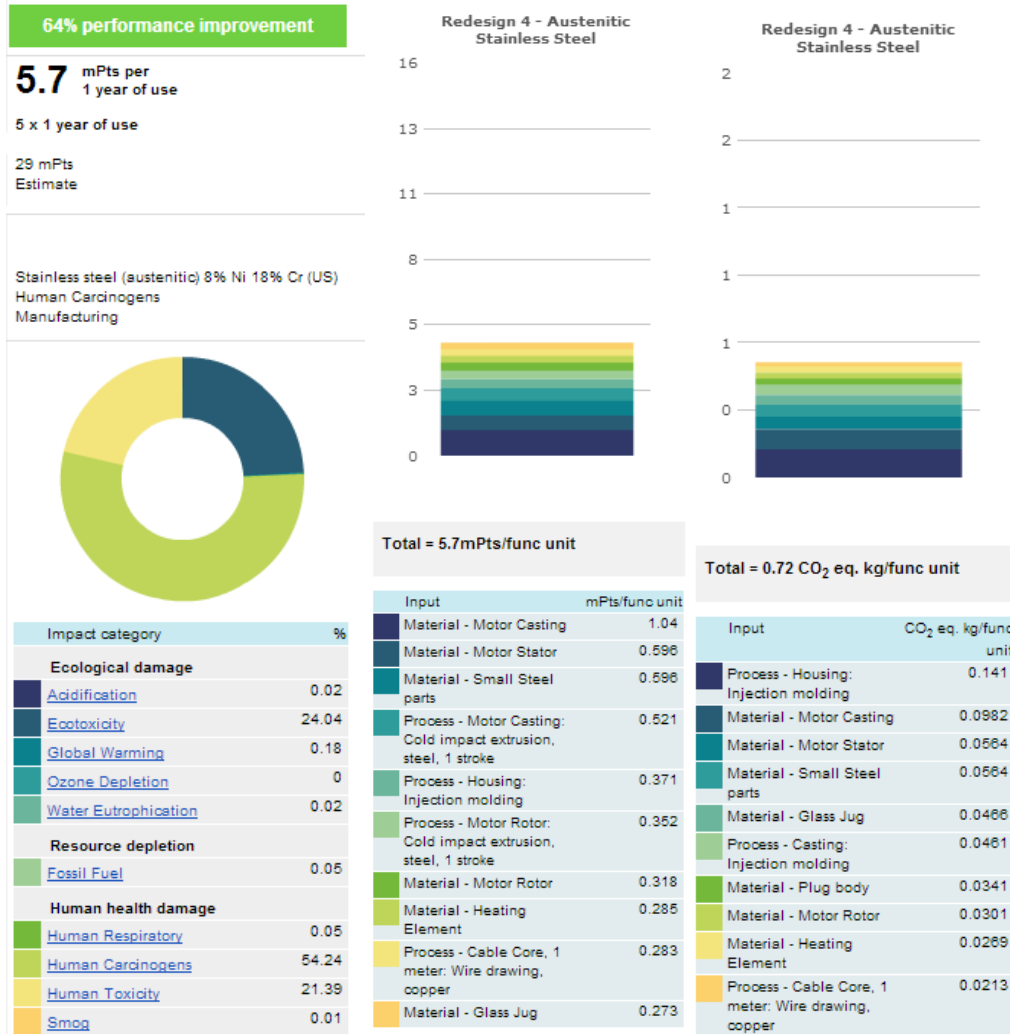 64% performance improvement
5.7 mPts per
1 year of use
5 x 1 year of use
29 mPts
Estimate
Stainless steel (austenitic) 8% Ni 18% Cr (US)
Human Carcinogens
Manufacturing
Impact category %
Ecological damage
Acidification 0.02
Ecotoxicity 24.04
Global Warming 0.18
Ozone Depletion 0
Water Eutrophication 0.02
Resource depletion
Fossil Fuel 0.05
Human health damage
Human Respiratory 0.05
Human Carcinogens 54.24
Human Toxicity 21.39
Smog 0.01
Redesign 4 - Austenitic
Stainless Steel
16
13
11
8
5
3
0
Total = 5.7mPts/func unit
Input mPts/func unit
Material - Motor Casting 1.04
Material - Motor Stator 0.596
Material - Small Steel 0.596
parts
Process - Motor Casting: 0.521
Cold impact extrusion,
steel, 1 stroke
Process - Housing: 0.371
Injection molding
Process - Motor Rotor: 0.352
Cold impact extrusion,
steel, 1 stroke
Material - Motor Rotor 0.318
Material - Heating 0.285
Element
Process - Cable Core, 1 0.283
meter: Wire drawing,
copper
Material - Glass Jug 0.273
Redesign 4 - Austenitic
Stainless Steel
2
2
1
1
1
0
0
Total = 0.72 CO2 eq. kg/func unit
Input CO2 eq. kg/func
unit
Process - Housing: 0.141
Injection molding
Material - Motor Casting 0.0982
Material - Motor Stator 0.0564
Material - Small Steel 0.0564
parts
Material - Glass Jug 0.0466
Process - Casting: 0.0461
Injection molding
Material - Plug body 0.0341
Material - Motor Rotor 0.0301
Material - Heating 0.0269
Element
Process - Cable Core, 1 0.0213
meter: Wire drawing,
copper